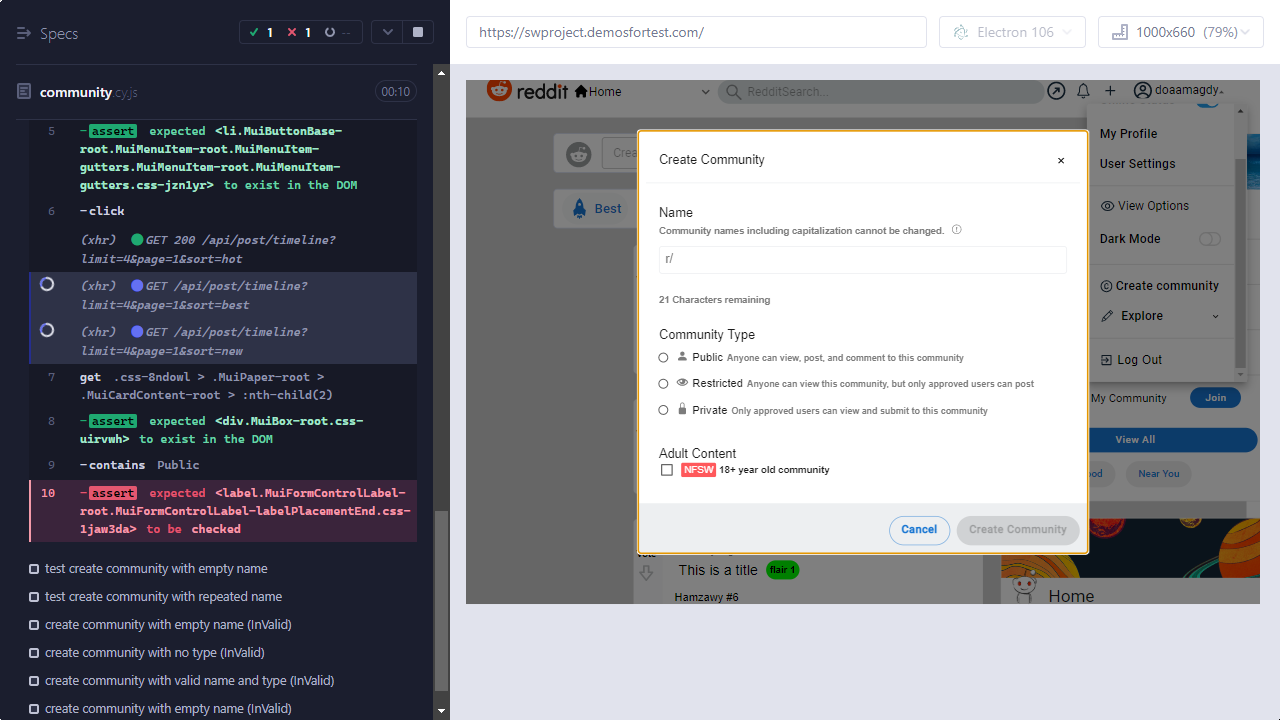 Specs
1
1
--
community.cy.js
00:10
5 -assert expected <li.MuiButtonBase-
root.MuiMenuItem-root.MuiMenuItem-
gutters.MuiMenuItem-root.MuiMenuItem-
gutters.css-jzn1yr> to exist in the DOM
6 -click
(xhr) GET 200 /api/post/timeline?
limit=4&page=1&sort=hot
(xhr) GET /api/post/timeline?
limit=4&page=1&sort=best
(xhr) GET /api/post/timeline?
limit=4&page=1&sort=new
7 get .css-8ndowl > .MuiPaper-root >
.MuiCardContent-root > :nth-child(2)
8 -assert expected <div.MuiBox-root.css-
uirvwh> to exist in the DOM
9 -contains Public
10 -assert expected <label.MuiFormControlLabel-
root.MuiFormControlLabel-labelPlacementEnd.css-
1jaw3da> to be checked
test create community with empty name
test create community with repeated name
create community with empty name (InValid)
create community with no type (InValid)
create community with valid name and type (InValid)
create community with empty name (InValid)
https://swproject.demosfortest.com/
Electron 106
1000x660 (79%)
reddit
Home
RedditSearch...
doaamagdy
My Profile
User Settings
View Options
Dark Mode
Create community
Explore
Log Out
Crea
Best
Create Community
×
Name
Community names including capitalization cannot be changed.
r/
21 Characters remaining
Community Type
Public Anyone can view, post, and comment to this community
Restricted Anyone can view this community, but only approved users can post
Private Only approved users can view and submit to this community
Adult Content
NFSW 18+ year old community
Cancel
Create Community
My Community
Join
View All
ood
Near You
Vote
This is a title
flair 1
Hamzawy #6
Home